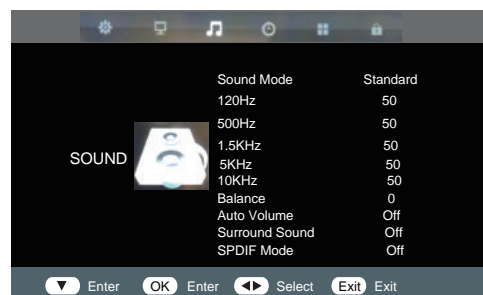 Sound Mode Standard
120Hz 50
500Hz 50
1.5KHz 50
SOUND
5KHz 50
10KHz 50
Balance 0
Auto Volume Off
Surround Sound Off
SPDIF Mode Off
▼ Enter OK Enter ◀▶ Select Exit Exit